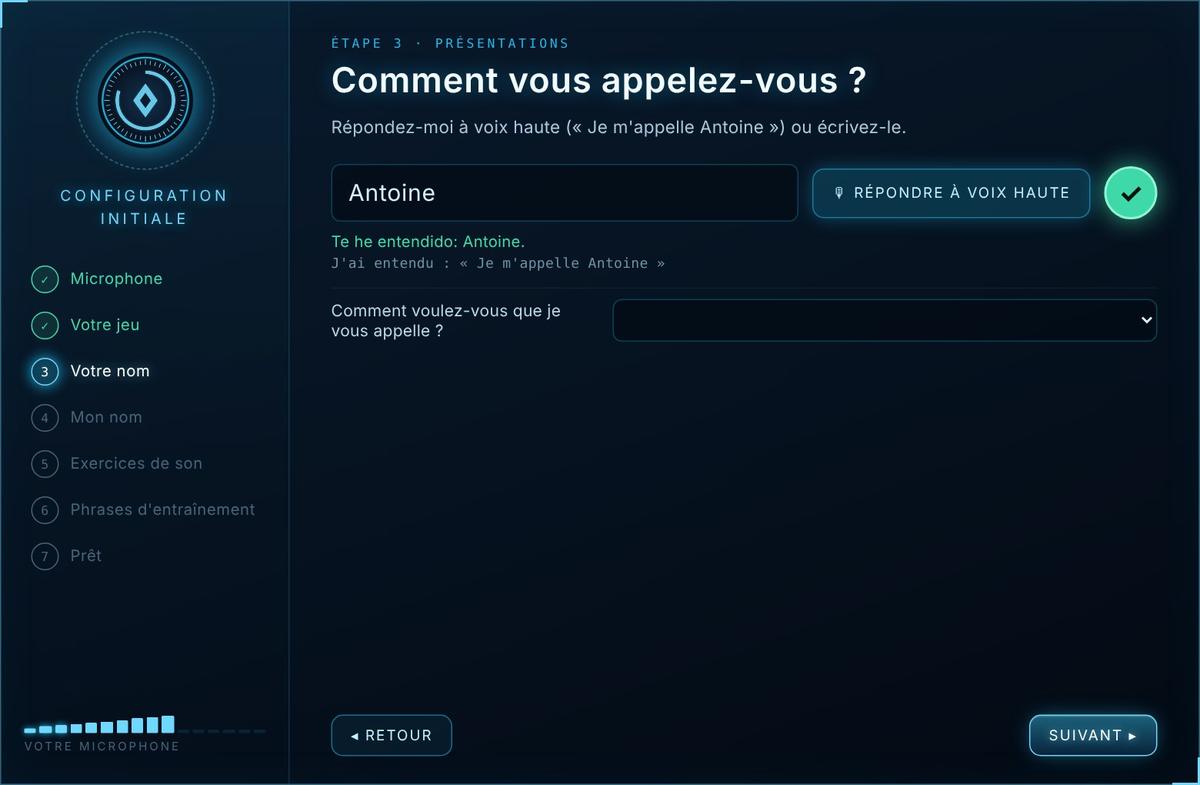 CONFIGURATION
INITIALE
✓ Microphone
✓ Votre jeu
3 Votre nom
4 Mon nom
5 Exercices de son
6 Phrases d'entraînement
7 Prêt
VOTRE MICROPHONE
ÉTAPE 3 · PRÉSENTATIONS
Comment vous appelez-vous ?
Répondez-moi à voix haute (« Je m'appelle Antoine ») ou écrivez-le.
Antoine
🎙 RÉPONDRE À VOIX HAUTE
Te he entendido: Antoine.
J'ai entendu : « Je m'appelle Antoine »
Comment voulez-vous que je
vous appelle ?
◂ RETOUR
SUIVANT ▸